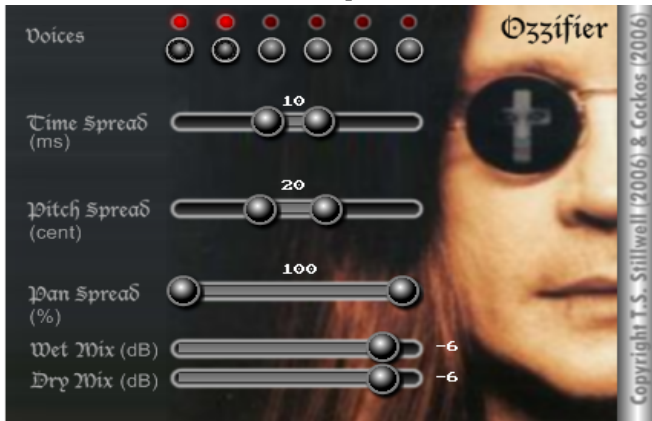 Ozzifier
Voices
10
Time Spread
(ms)
20
Pitch Spread
(cent)
100
Pan Spread
(%)
Wet Mix (dB)
-6
Dry Mix (dB)
-6
Copyright T.S. Stillwell (2006) & Cockos (2006)